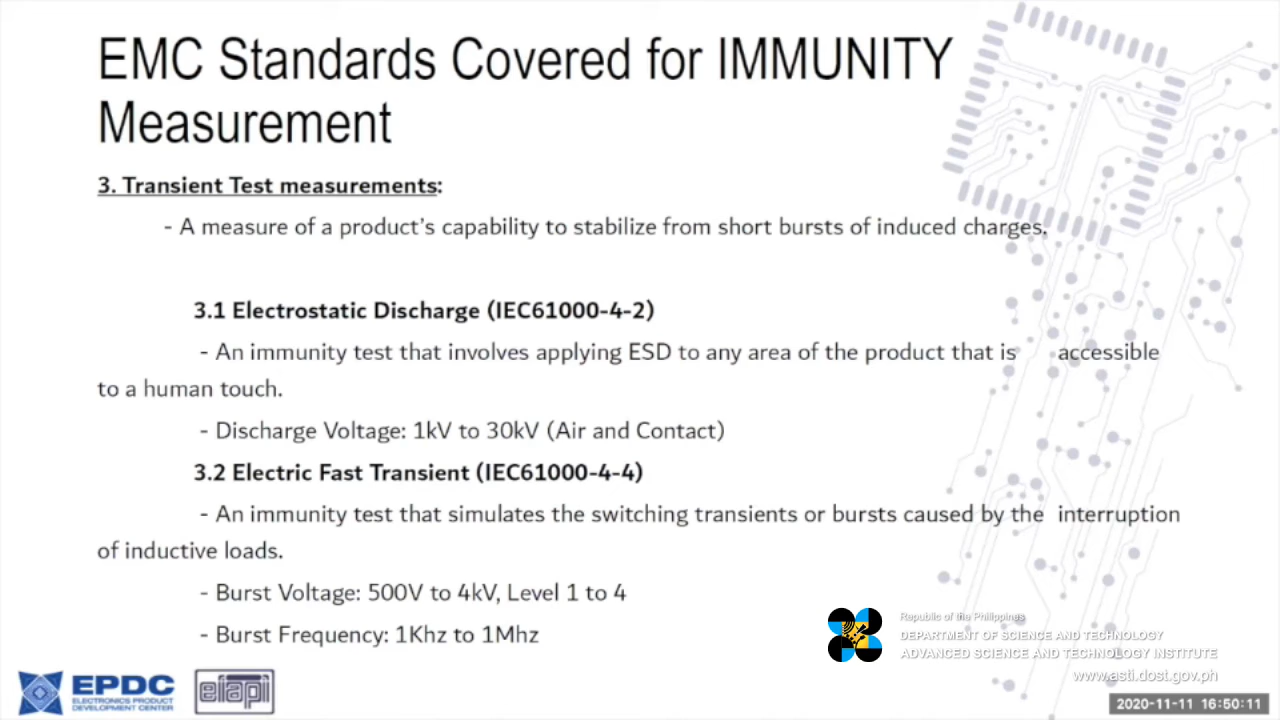 EMC Standards Covered for IMMUNITY
Measurement
3. Transient Test measurements:
- A measure of a product's capability to stabilize from short bursts of induced charges.
3.1 Electrostatic Discharge (IEC61000-4-2)
- An immunity test that involves applying ESD to any area of the product that is accessible
to a human touch.
- Discharge Voltage: 1kV to 30kV (Air and Contact)
3.2 Electric Fast Transient (IEC61000-4-4)
- An immunity test that simulates the switching transients or bursts caused by the interruption
of inductive loads.
- Burst Voltage: 500V to 4kV, Level 1 to 4
- Burst Frequency: 1Khz to 1Mhz
Republic of the Philippines
DEPARTMENT OF SCIENCE AND TECHNOLOGY
ADVANCED SCIENCE AND TECHNOLOGY INSTITUTE
www.asti.dost.gov.ph
EPDC
ELECTRONICS PRODUCT
DEVELOPMENT CENTER
eiapi
2020-11-11 16:50:11